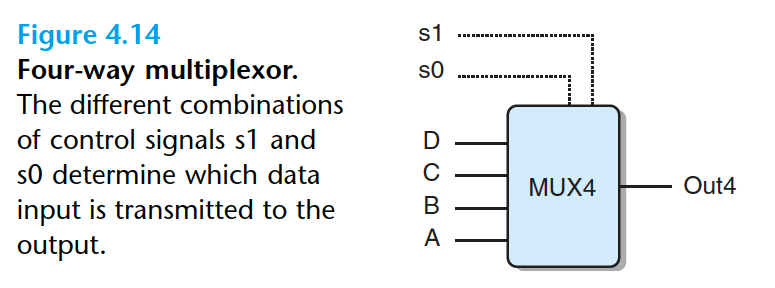 Figure 4.14
Four-way multiplexor.
The different combinations
of control signals s1 and
s0 determine which data
input is transmitted to the
output.
s1
s0
D
C
B
A
MUX4
Out4